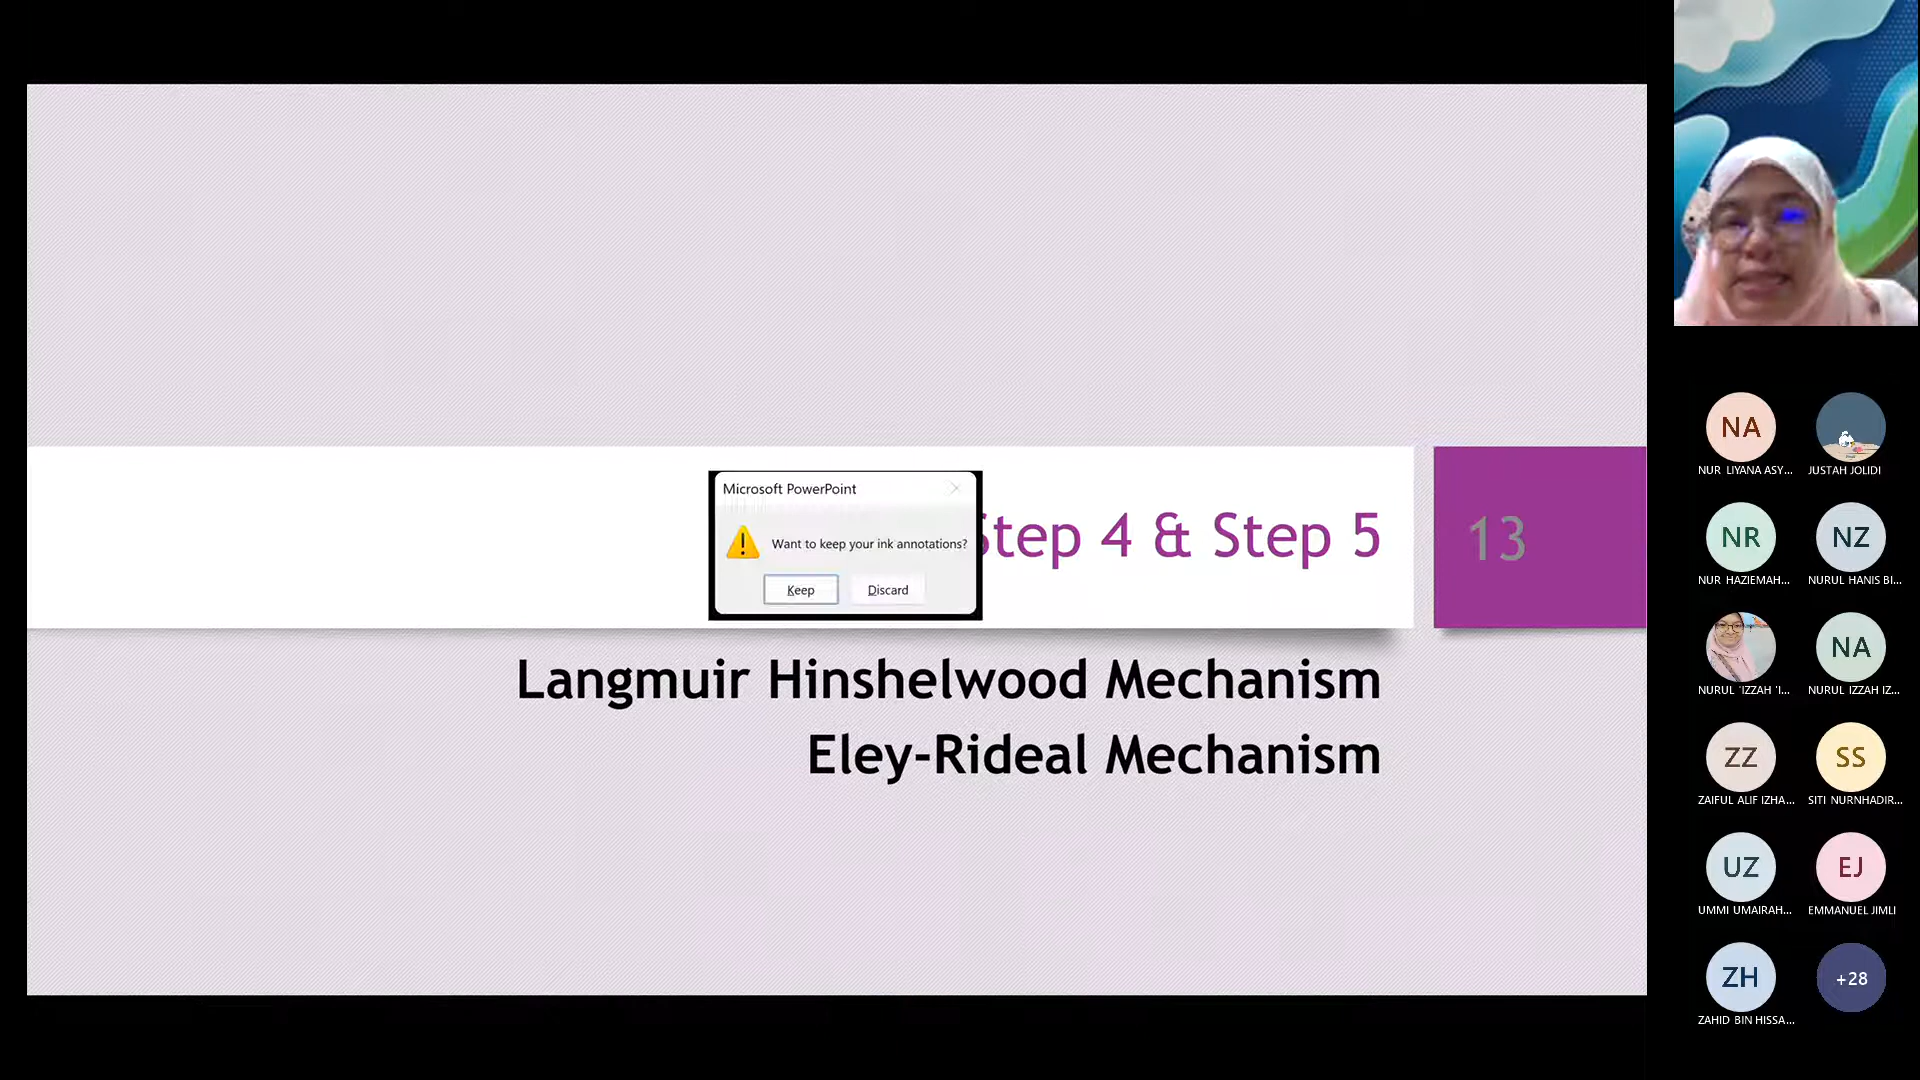 Microsoft PowerPoint
Want to keep your ink annotations?
Keep
Discard
Step 4 & Step 5
13
Langmuir Hinshelwood Mechanism
Eley-Rideal Mechanism
NA
NUR LIYANA ASY...
JUSTAH JOLIDI
NR
NUR HAZIEMAH...
NZ
NURUL HANIS BI...
NURUL 'IZZAH 'I...
NA
NURUL IZZAH IZ...
ZZ
ZAIFUL ALIF IZHA...
SS
SITI NURNHADIR...
UZ
UMMI UMAIRAH...
EJ
EMMANUEL JIMLI
ZH
ZAHID BIN HISSA...
+28